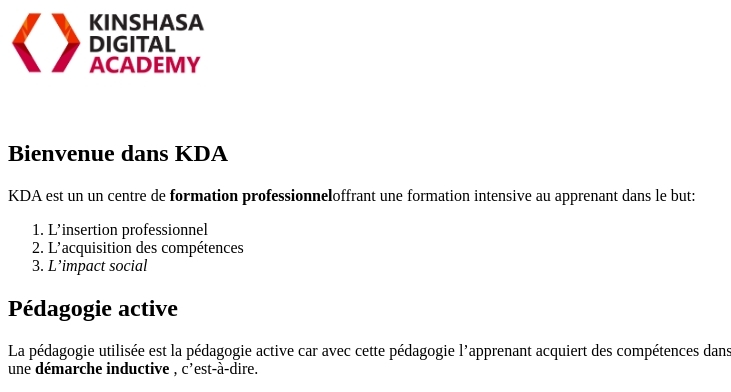 KINSHASA
DIGITAL
ACADEMY
Bienvenue dans KDA
KDA est un un centre de formation professionneloffrant une formation intensive au apprenant dans le but:
1. L’insertion professionnel
2. L’acquisition des compétences
3. L’impact social
Pédagogie active
La pédagogie utilisée est la pédagogie active car avec cette pédagogie l’apprenant acquiert des compétences dans
une démarche inductive , c’est-à-dire.